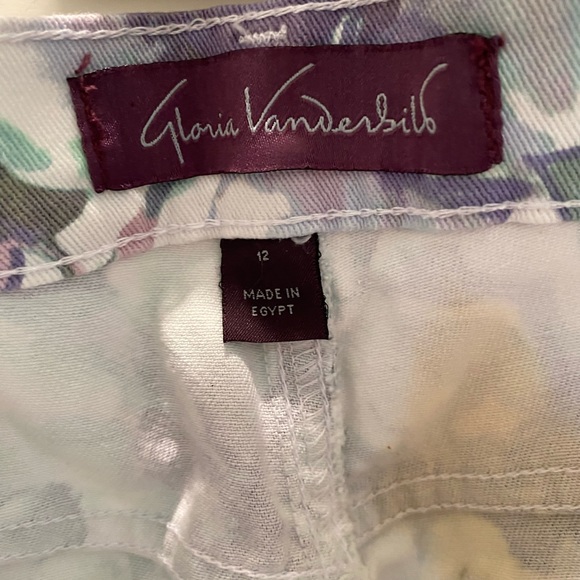 Gloria Vanderbilt
12
MADE IN
EGYPT